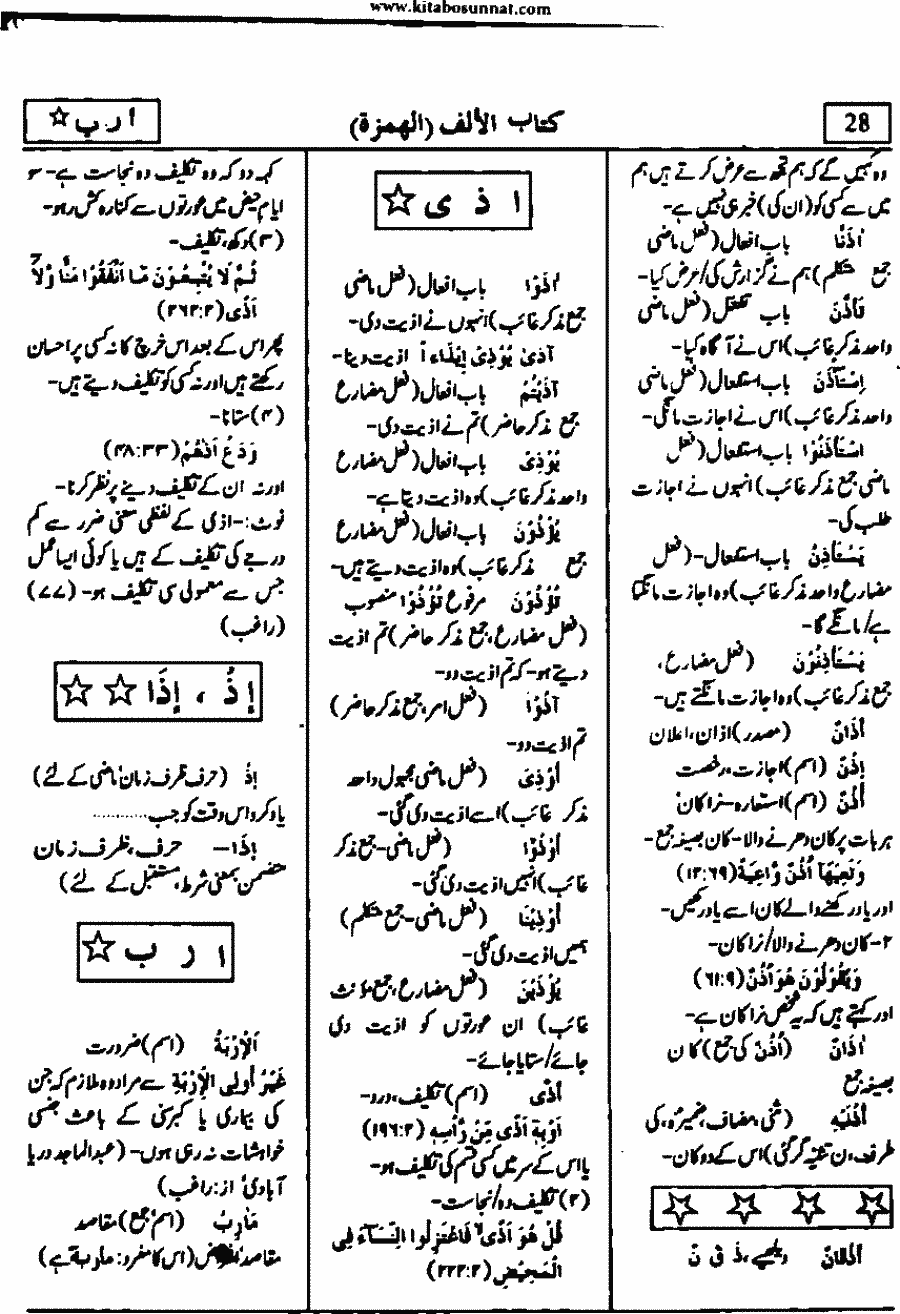 www.kitabosunnat.com
28
كتاب الألف (الهمزة)
ا ر ب ☆
وہ کہیں گے کہ ہم تجھ سے عرض کرتے ہیں ہم
میں سے کسی کو (ان کی) خبر ہی نہیں ہے-
اٰذَنّٰا باب افعال (فعل ماضی
جمع متکلم) ہم نے گزارش کی/عرض کیا-
تَأَذَّنَ باب تفعّل (فعل ماضی
واحد مذکر غائب) اس نے آگاہ کیا-
اِسْتَأْذَنَ باب استفعال (فعل ماضی
واحد مذکر غائب) اس نے اجازت مانگی-
اسْتَأْذَنُوْا باب استفعال (فعل
ماضی جمع مذکر غائب) انہوں نے اجازت
طلب کی-
يَسْتَأْذِنُ باب استفعال- (فعل
مضارع واحد مذکر غائب) وہ اجازت مانگتا
ہے/مانگے گا-
يَسْتَأْذِنُوْنَ (فعل مضارع،
جمع مذکر غائب) وہ اجازت مانگتے ہیں-
أَذَانٌ (مصدر) اذان، اعلان
إِذْنٌ (اسم) اجازت، رخصت
أُذُنٌ (اسم) استعارہ- نرا کان
ہر بات پر کان دھرنے والا- کان بصیغہ جمع-
وَتَعِيَهَآ اُذُنٌ وَّاعِيَةٌ (۱۲:۶۹)
اور یاد رکھنے والے کان اسے یاد رکھیں-
۲- کان دھرنے والا/نرا کان-
وَيَقُوْلُوْنَ هُوَ اُذُنٌ (۶۱:۹)
اور کہتے ہیں کہ یہ شخص نرا کان ہے-
اٰذَانٌ (اُذُنٌ کی جمع) کان
بصیغہ جمع
أُذُنَيْهِ (مثنی، مضاف، ضمیرہٗ، کی
طرف، ن تثنیہ گر گئی) اس کے دو کان-
☆ ☆ ☆ ☆
اَلْاَذْقَانُ دیکھیے، ذ ق ن
ا ذ ی ☆
اٰذَوْا باب افعال (فعل ماضی
جمع مذکر غائب) انہوں نے اذیت دی-
آذىٰ يُؤْذِىْ إِيْذَاءً ا اذیت دینا-
آذَيْتُمْ باب افعال (فعل مضارع
جمع مذکر حاضر) تم نے اذیت دی-
يُؤْذِىْ باب افعال (فعل مضارع
واحد مذکر غائب) وہ اذیت دیتا ہے-
يُؤْذُوْنَ باب افعال (فعل مضارع
جمع مذکر غائب) وہ اذیت دیتے ہیں-
تُؤْذُوْنَ مرفوع تُؤْذُوْا منصوب
(فعل مضارع، جمع مذکر حاضر) تم اذیت
دیتے ہو- کہ تم اذیت دو-
آذُوْا (فعل امر، جمع مذکر حاضر)
تم اذیت دو-
أُوْذِىَ (فعل ماضی مجہول واحد
مذکر غائب) اسے اذیت دی گئی-
أُوْذُوْا (فعل ماضی- جمع مذکر
غائب) انہیں اذیت دی گئی-
أُوْذِيْنَا (فعل ماضی- جمع متکلم)
ہمیں اذیت دی گئی-
يُؤْذَيْنَ (فعل مضارع، جمع مؤنث
غائب) ان عورتوں کو اذیت دی
جائے/ستایا جائے-
أَذًى (اسم) تکلیف، درد-
اَوْبِهٖ اَذًى مِّنْ رَّاْسِهٖ (۱۹۶:۲)
یا اس کے سر میں کسی قسم کی تکلیف ہو-
(۲) تکلیف دہ/نجاست-
قُلْ هُوَ اَذًى ۙ فَاعْتَزِلُوا النِّسَآءَ فِى
الْمَحِيْضِ (۲۲۲:۲)
کہہ دو کہ وہ تکلیف دہ نجاست ہے- سو
ایام حیض میں عورتوں سے کنارہ کش رہو-
(۳) دکھ، تکلیف-
ثُمَّ لَا يُتْبِعُوْنَ مَآ اَنْفَقُوْا مَنًّا وَّلَآ
اَذًى (۲۶۲:۲)
پھر اس کے بعد اس خرچ کا نہ کسی پر احسان
رکھتے ہیں اور نہ کسی کو تکلیف دیتے ہیں-
(۴) ستانا-
وَدَعْ اَذٰهُمْ (۴۸:۳۳)
اور نہ ان کے تکلیف دینے پر نظر کرنا-
نوٹ:- اذی کے لفظی معنی ضرر سے کم
درجے کی تکلیف کے ہیں یا کوئی ایسا عمل
جس سے معمولی سی تکلیف ہو- (۷۷)
(راغب)
إِذْ ، إِذَا ☆ ☆
إِذْ (حرف ظرف زمان ماضی کے لئے)
یاد کرو اس وقت کو جب..........
إِذَا- حرف، ظرف زمان
متضمن بمعنی شرط، مستقبل کے لئے)
ا ر ب ☆
اَلْإِرْبَةُ (اسم) ضرورت
غَيْرُ أُولِى الْإِرْبَةِ سے مراد وہ ملازم کہ جن
کی بیماری یا کبرسنی کے باعث جنسی
خواہشات نہ رہی ہوں- (عبدالماجد دریا
آبادیؒ از: راغب)
مَاٰرِبُ (اسم جمع) مقاصد
مقاصد (اس کا مفرد: ماربة ہے)